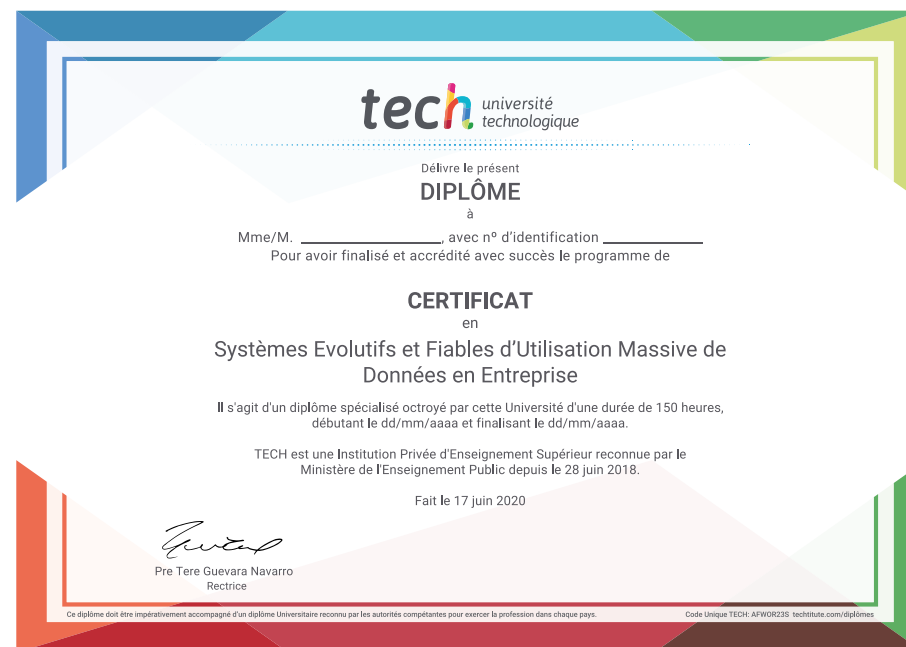 tech université
technologique
Délivre le présent
DIPLÔME
à
Mme/M. ____________________, avec nº d'identification ______________
Pour avoir finalisé et accrédité avec succès le programme de
CERTIFICAT
en
Systèmes Evolutifs et Fiables d'Utilisation Massive de
Données en Entreprise
Il s'agit d'un diplôme spécialisé octroyé par cette Université d'une durée de 150 heures,
débutant le dd/mm/aaaa et finalisant le dd/mm/aaaa.
TECH est une Institution Privée d'Enseignement Supérieur reconnue par le
Ministère de l'Enseignement Public depuis le 28 juin 2018.
Fait le 17 juin 2020
Pre Tere Guevara Navarro
Rectrice
Ce diplôme doit être impérativement accompagné d'un diplôme Universitaire reconnu par les autorités compétantes pour exercer la profession dans chaque pays.
Code Unique TECH: AFWOR23S techtitute.com/diplômes